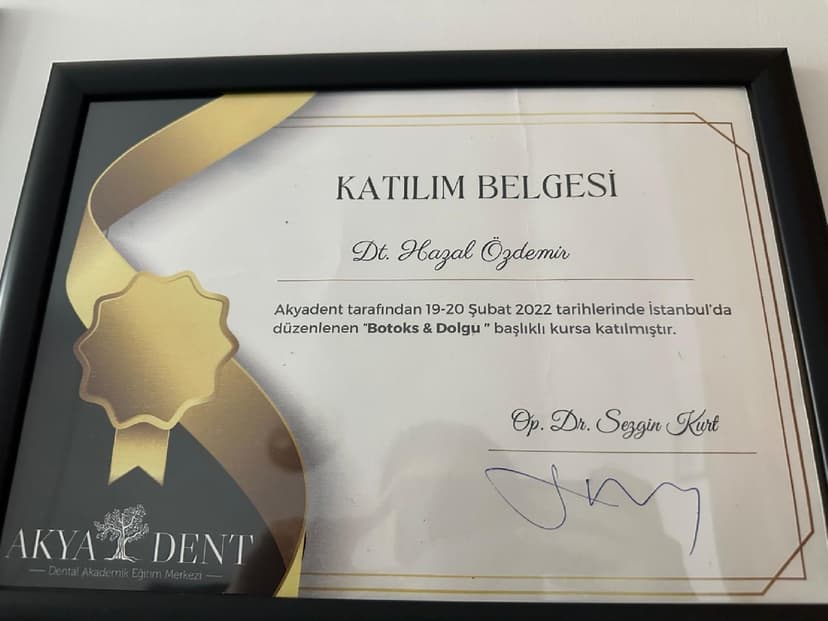 KATILIM BELGESİ
Dt. Hazal Özdemir
Akyadent tarafından 19-20 Şubat 2022 tarihlerinde İstanbul'da
düzenlenen "Botoks & Dolgu " başlıklı kursa katılmıştır.
Op. Dr. Sezgin Kurt
AKYA DENT
Dental Akademik Eğitim Merkezi